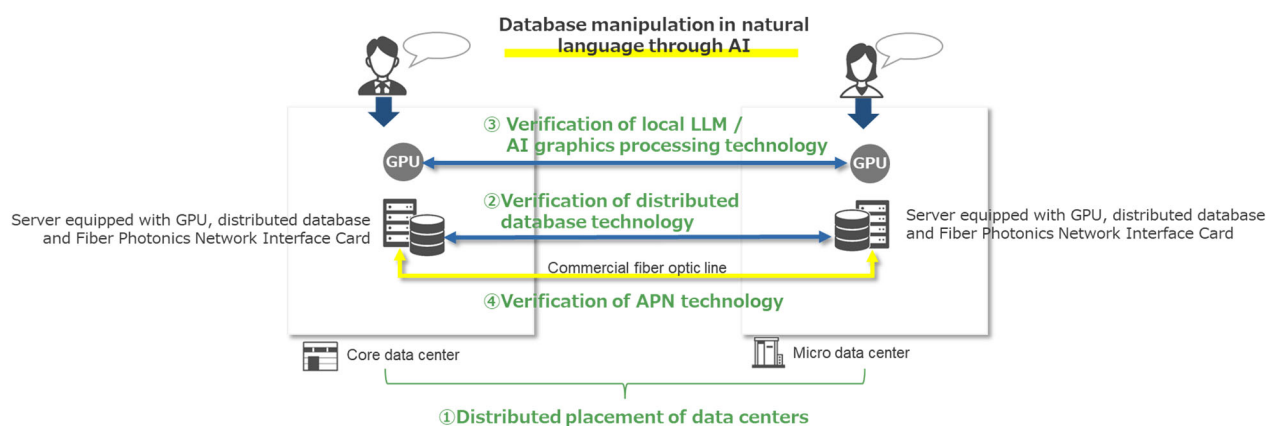 Database manipulation in natural
language through AI
③ Verification of local LLM /
AI graphics processing technology
GPU
GPU
②Verification of distributed
database technology
Server equipped with GPU, distributed database
and Fiber Photonics Network Interface Card
Server equipped with GPU, distributed database
and Fiber Photonics Network Interface Card
Commercial fiber optic line
④Verification of APN technology
Core data center
Micro data center
①Distributed placement of data centers